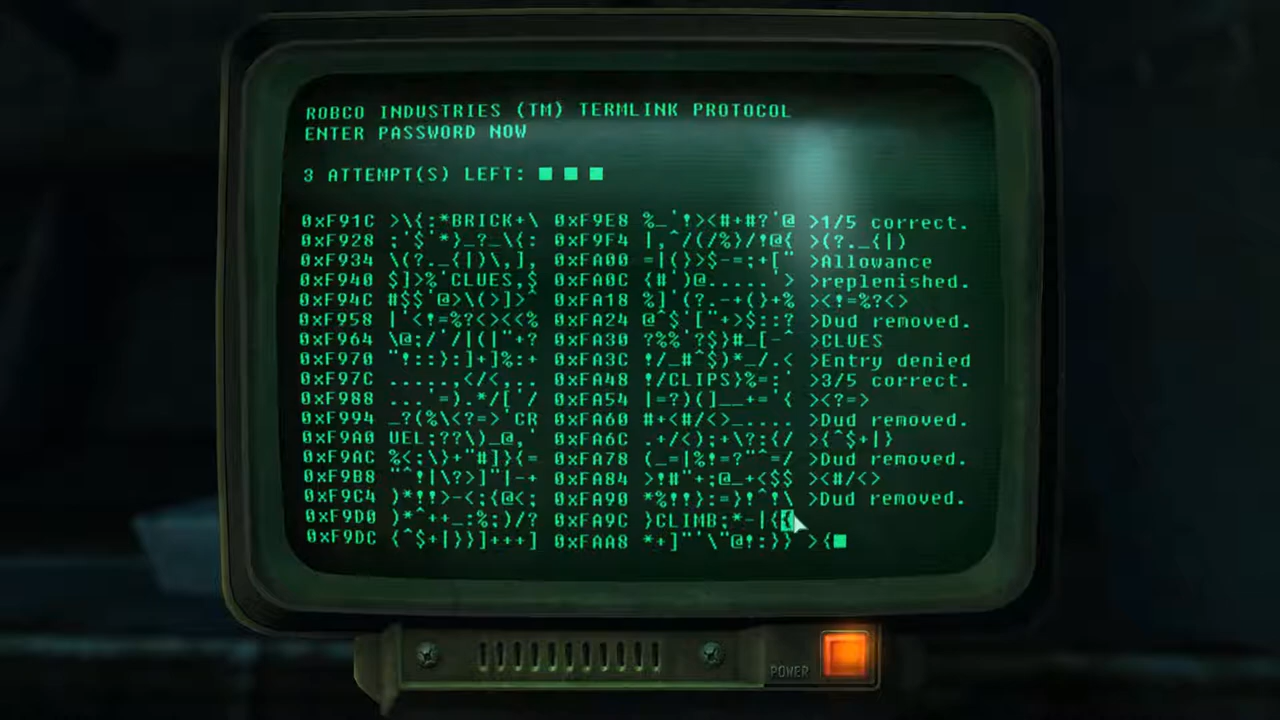 ROBCO INDUSTRIES (TM) TERMLINK PROTOCOL
ENTER PASSWORD NOW
3 ATTEMPT(S) LEFT: ■ ■ ■
0xF91C >\{:*BRICK+\ 0xF9E8 %_'!><#+#?'@ >1/5 correct.
0xF928 ;'$"*}_?_\{: 0xF9F4 |,^/(/%}/!@{ >(?._{|)
0xF934 \(?._{|)\,], 0xFA00 =|(}>$-=;+[" >Allowance
0xF940 $]>%'CLUES,$ 0xFA0C {#')@.....'> >replenished.
0xF94C #$$'@>\(>]>^ 0xFA18 %]'(?.-+(}+% ><!=%?<>
0xF958 |'<!=%?<><<% 0xFA24 @^$'["+>$::? >Dud removed.
0xF964 \@;/'/|(|"+? 0xFA30 ?%%'?$}#_[-^ >CLUES
0xF970 "!::}:]+]%:+ 0xFA3C !/_#^$)*_/.< >Entry denied
0xF97C ...;.,</<,.. 0xFA48 !/CLIPS}%=:' >3/5 correct.
0xF988 ...'=).*/['/ 0xFA54 |=?)(]__+='{ ><?=>
0xF994 _?(%\<?=>'CR 0xFA60 #+<#/<>_.... >Dud removed.
0xF9A0 UEL;??\)_@,' 0xFA6C .+/<);+\?:{/ >{^$+|}
0xF9AC %<;\}+"#]}{= 0xFA78 (_=|%!=?"^=/ >Dud removed.
0xF9B8 "^!|\?>]"|-+ 0xFA84 >!#"+;@_+<$$ ><#/<>
0xF9C4 )*!!>-<;{@<; 0xFA90 *%!!}:=}!^!\ >Dud removed.
0xF9D0 )*^++_:%;)/? 0xFA9C }CLIMB;*-|{{
0xF9DC {^$+|}}]+++] 0xFAA8 *+]"'\"@!:}} >{■
POWER